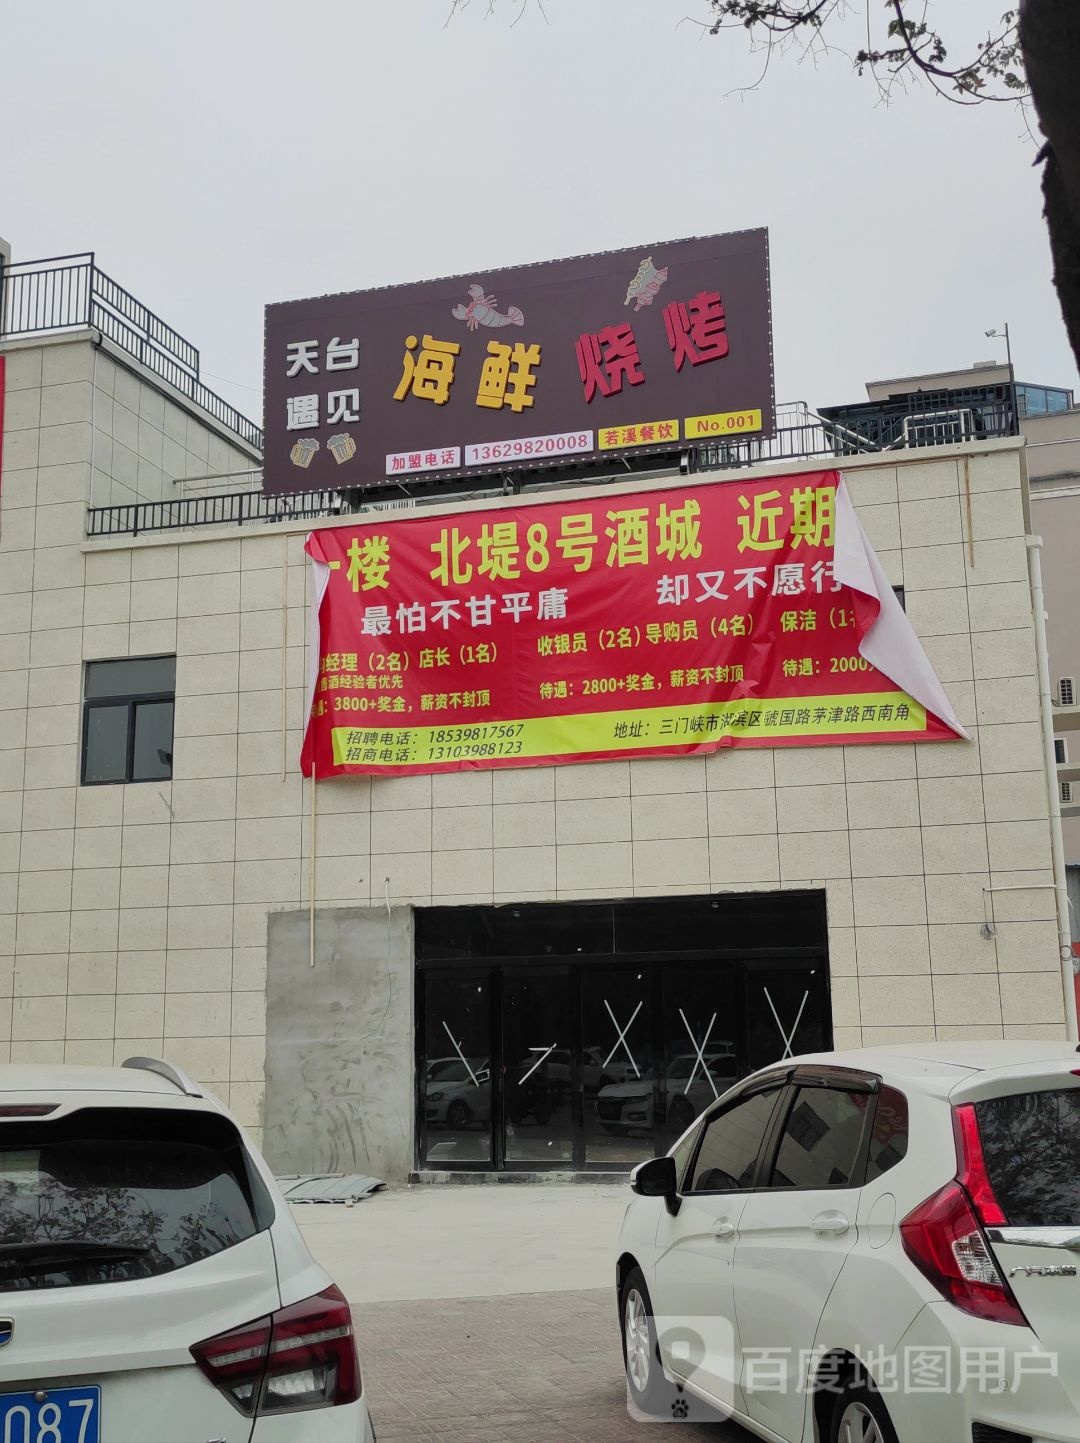 天台
遇见
海鲜 烧烤
加盟电话 13629820008 若溪餐饮 No.001
楼 北堤8号酒城 近期
最怕不甘平庸 却又不愿行
经理（2名）店长（1名） 收银员（2名）导购员（4名） 保洁（1名
酒经验者优先
3800+奖金，薪资不封顶 待遇：2800+奖金，薪资不封顶 待遇：2000
招聘电话：18539817567
招商电话：13103988123
地址：三门峡市湖滨区虢国路茅津路西南角
广汽本田
087
百度地图用户